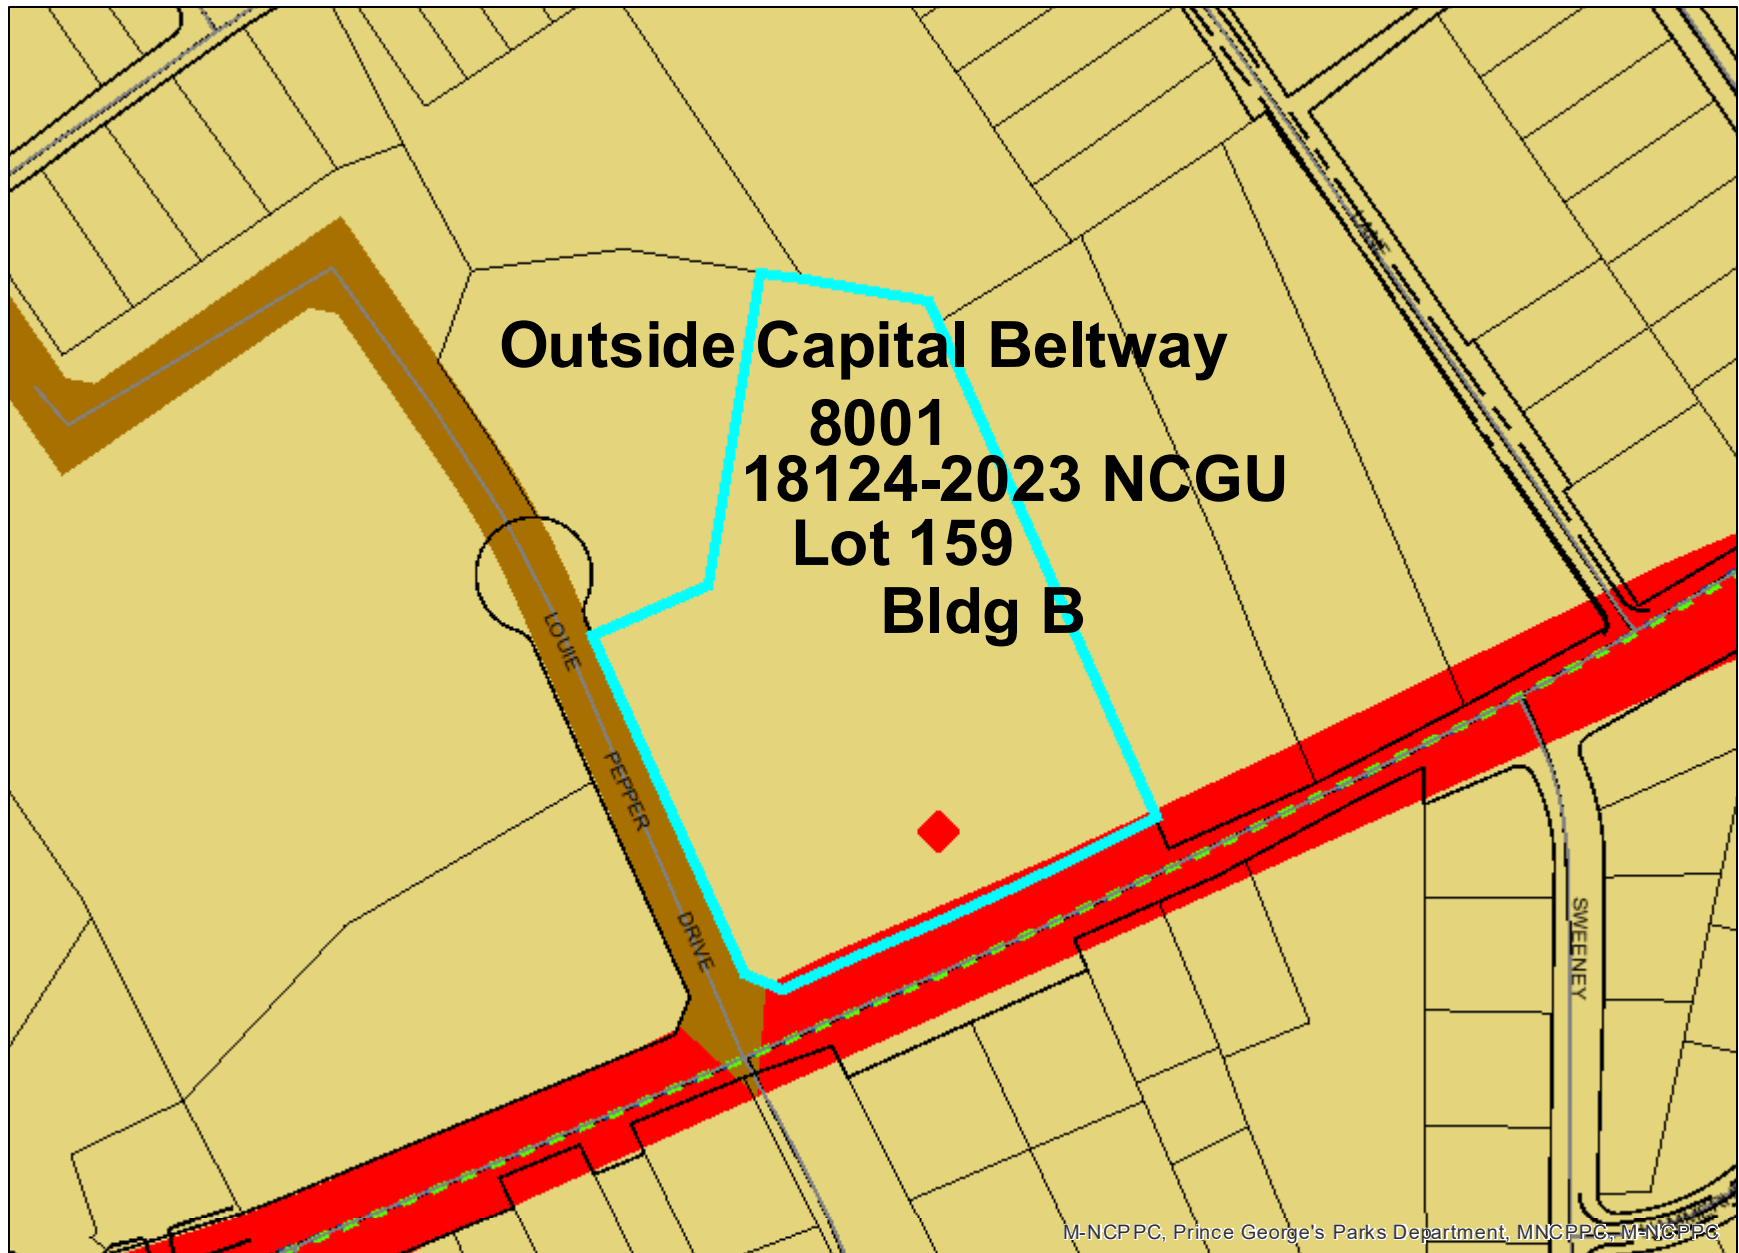 Outside Capital Beltway
8001
18124-2023 NCGU
Lot 159
Bldg B
LOUIE
PEPPER
DRIVE
SWEENEY
M-NCPPC, Prince George's Parks Department, MNCPPC, M-NCPPC